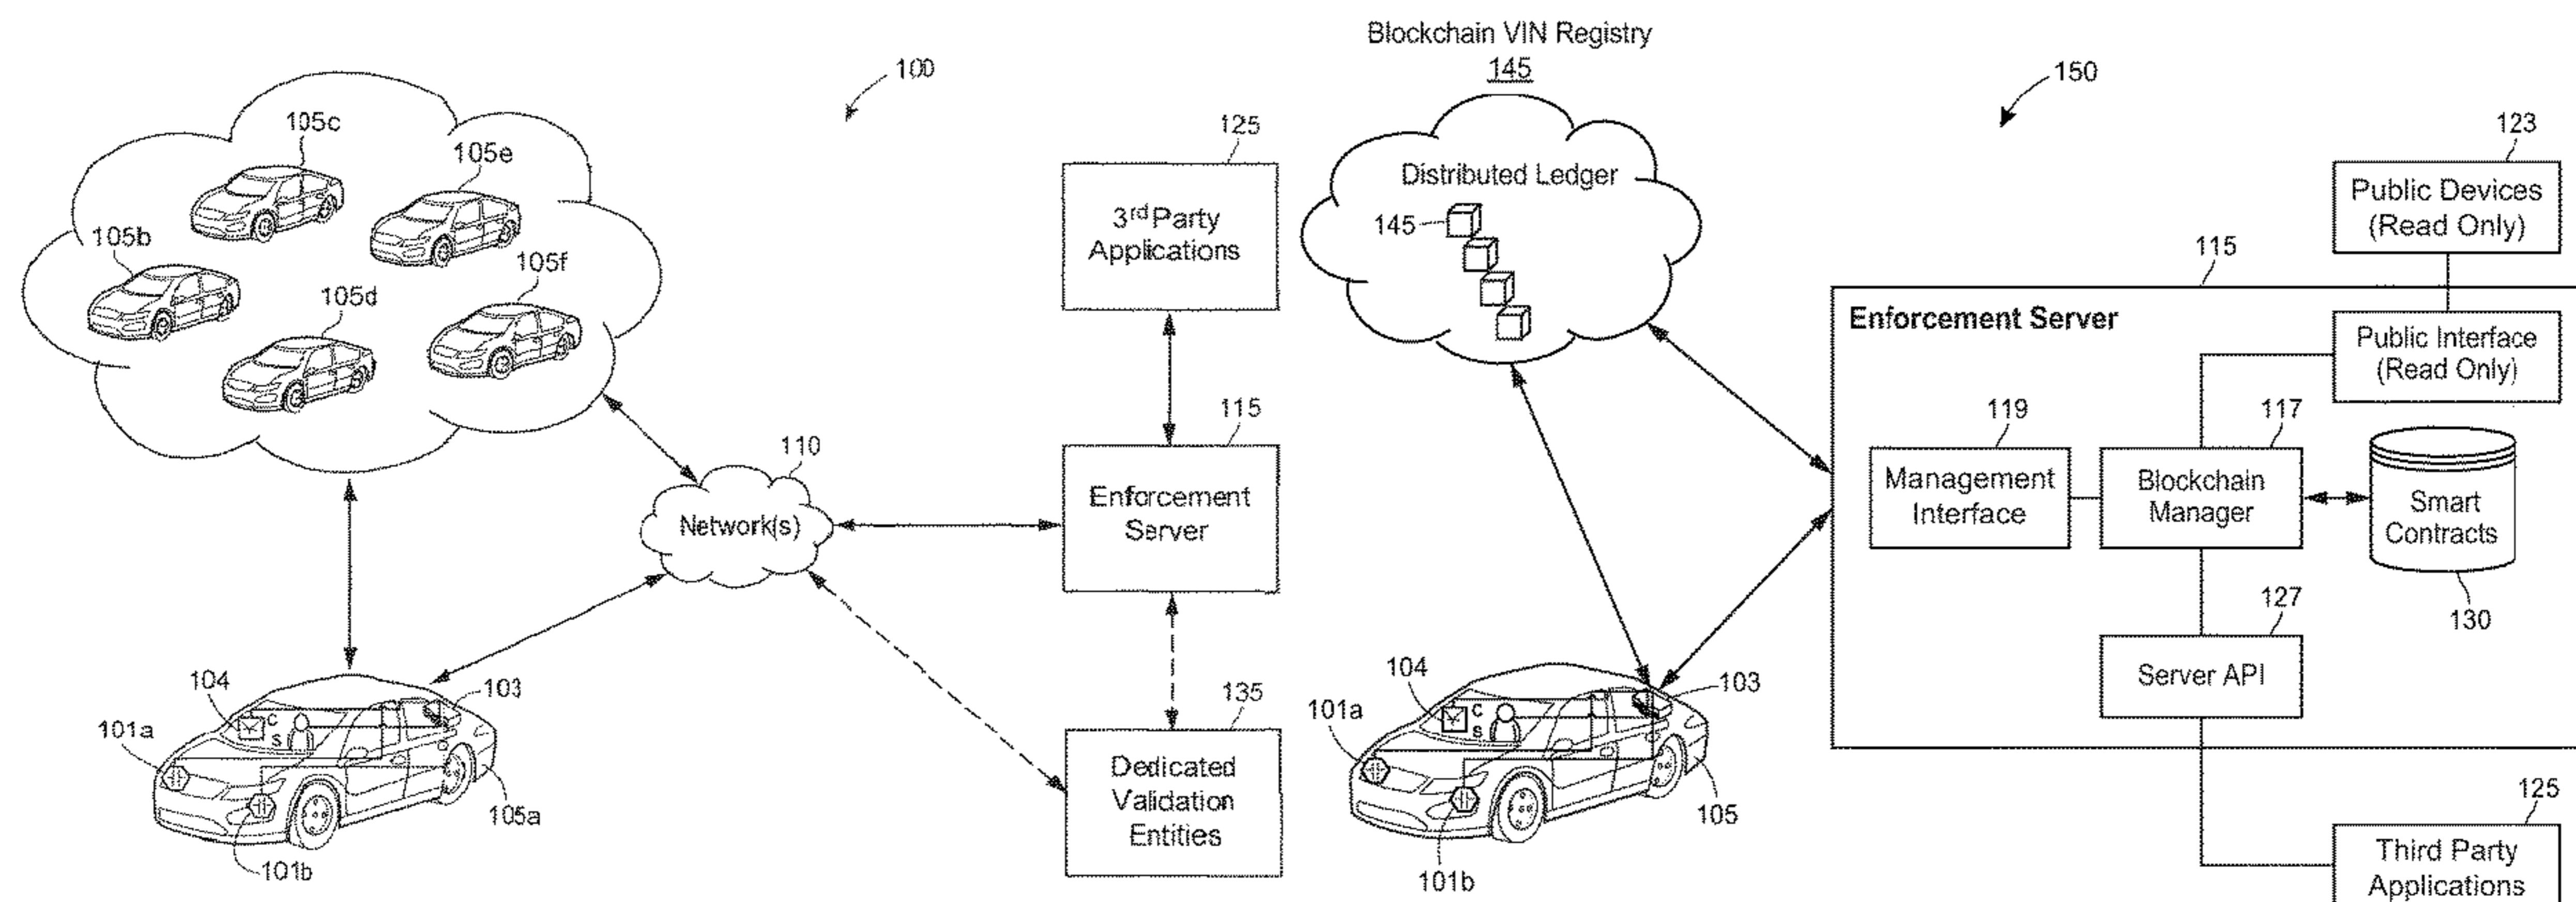 100
105c
105e
105b
105f
105d
125
3rd Party
Applications
110
Network(s)
115
Enforcement
Server
104
C
S
103
101a
105a
101b
135
Dedicated
Validation
Entities
Blockchain VIN Registry
145
150
Distributed Ledger
145
123
Public Devices
(Read Only)
115
Enforcement Server
Public Interface
(Read Only)
119
Management
Interface
117
Blockchain
Manager
Smart
Contracts
130
127
Server API
104
C
S
103
101a
105
101b
125
Third Party
Applications